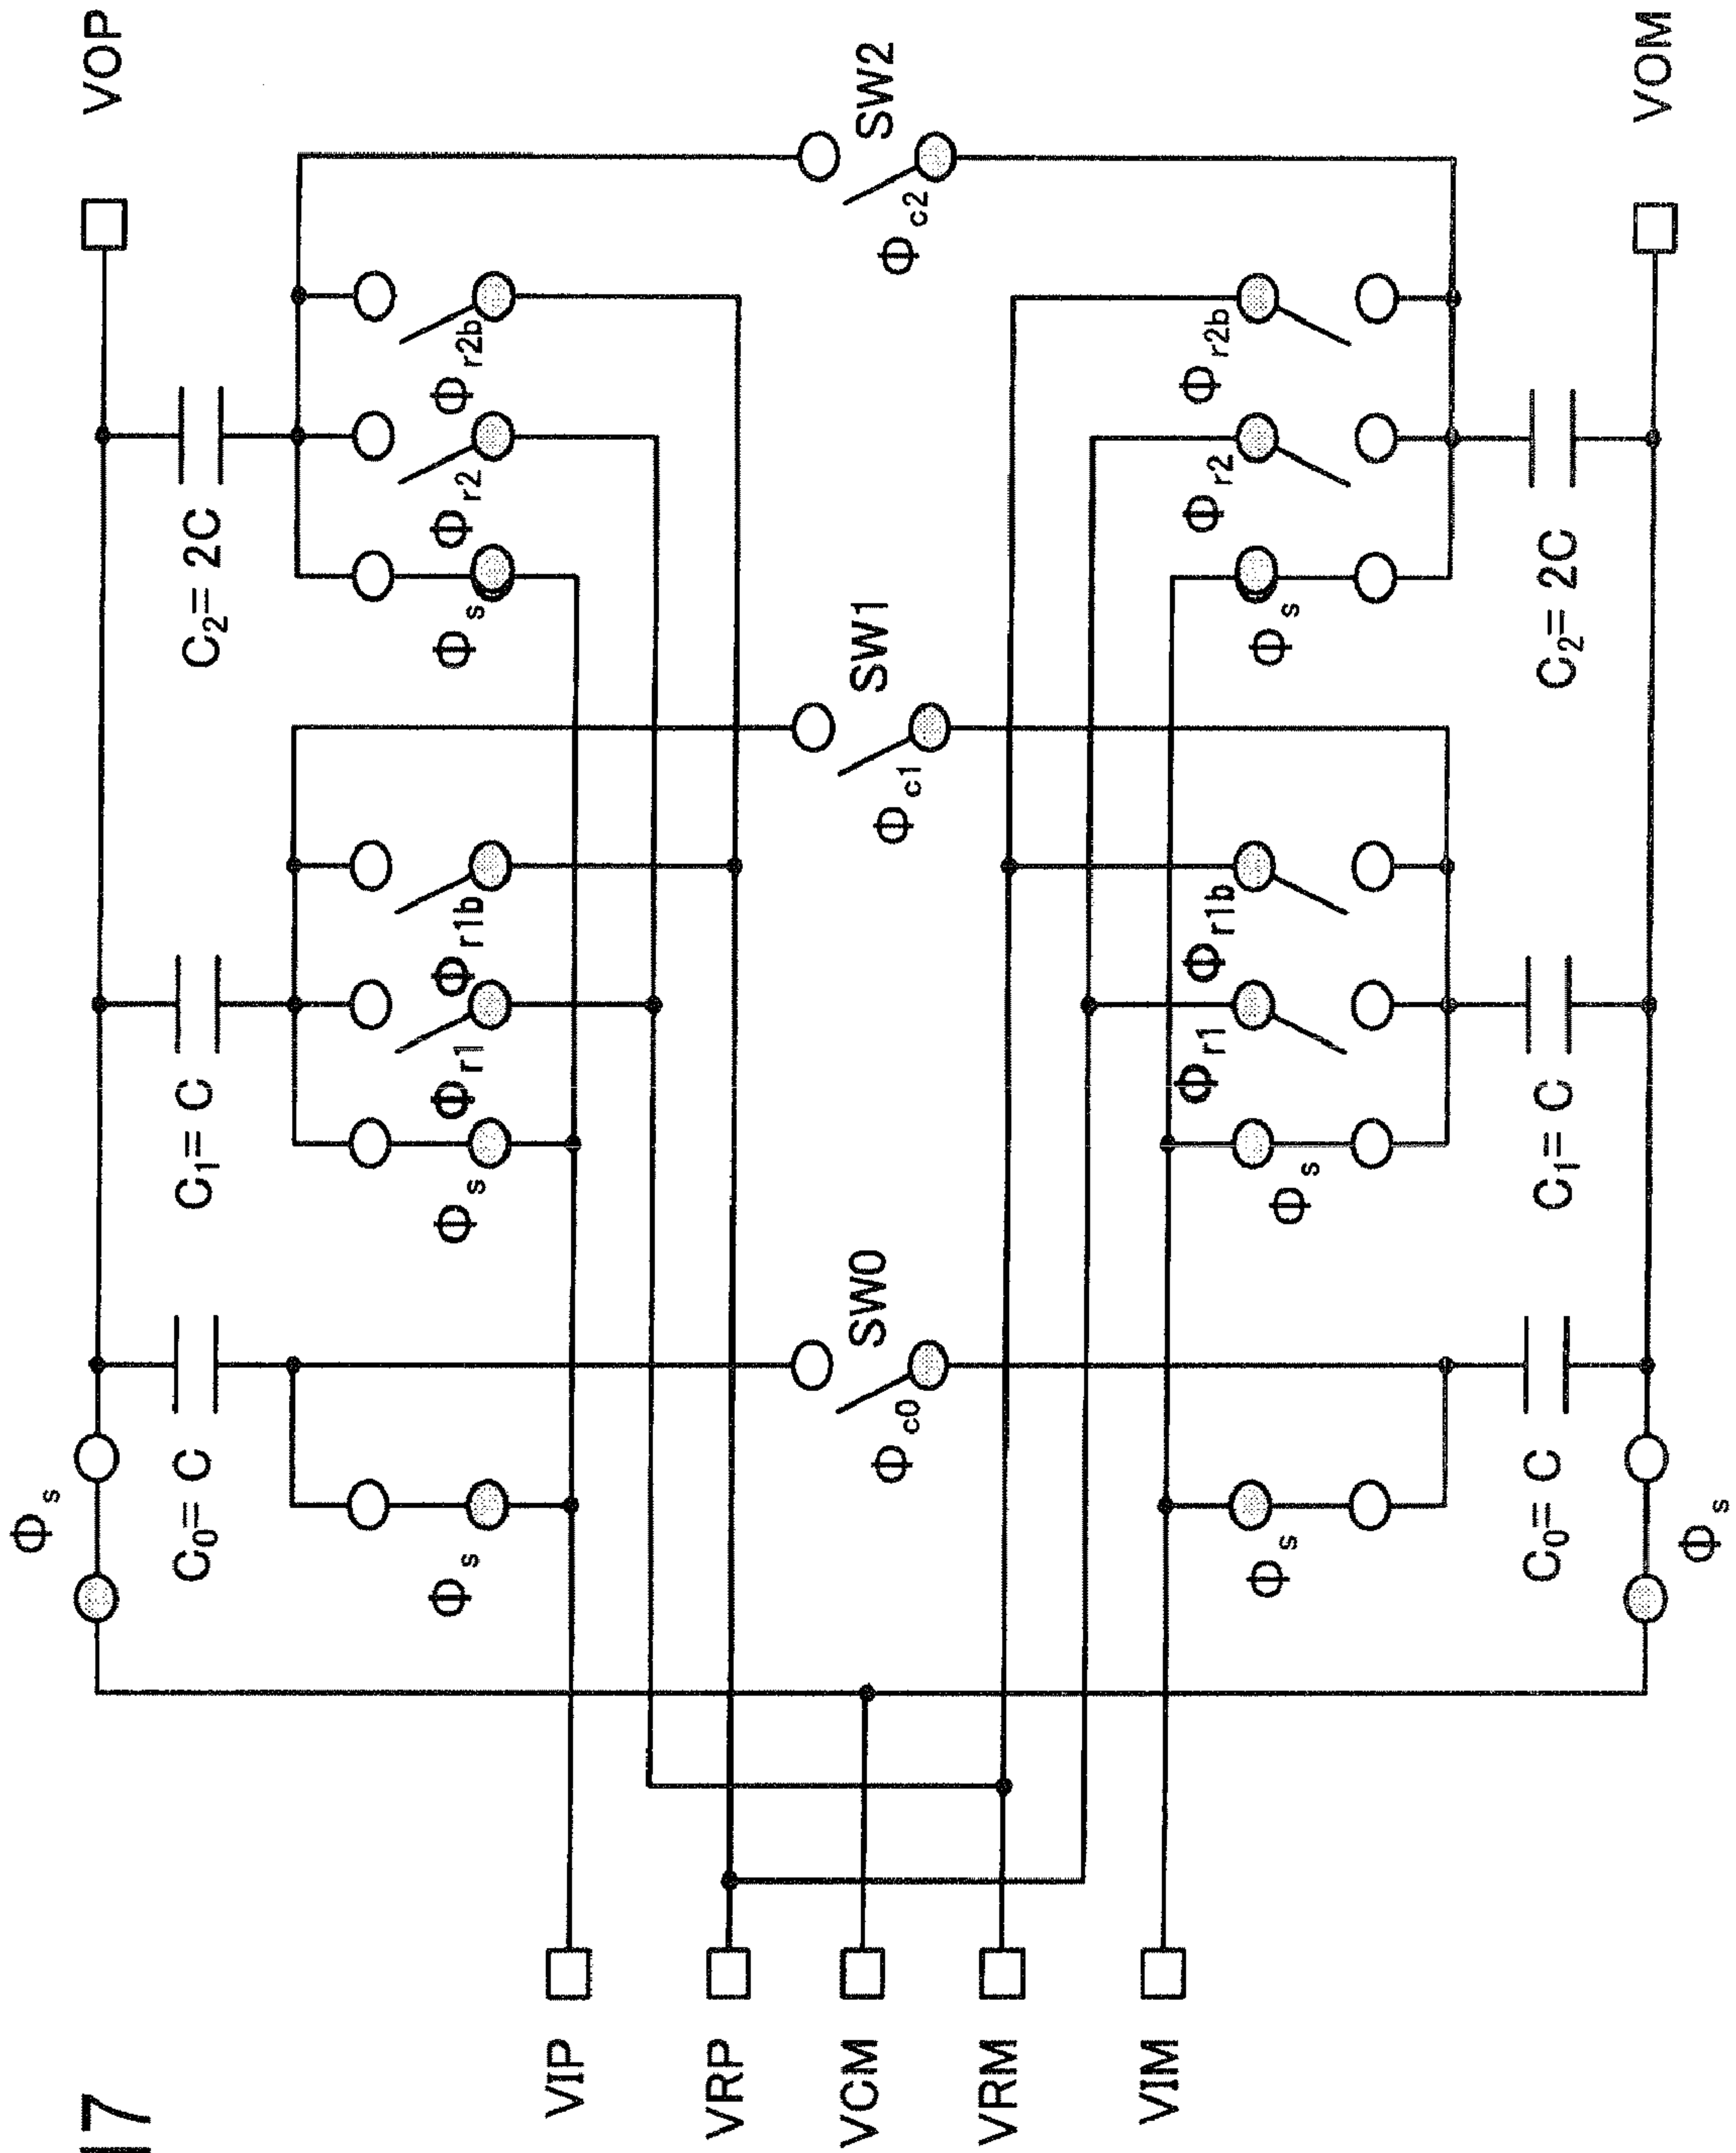 17
VIP
VRP
VCM
VRM
VIM
VOP
VOM
Φs
C0= C
Φs
SW0
Φc0
Φs
C0= C
Φs
C1= C
Φs
Φr1
Φr1b
SW1
Φc1
Φr1b
Φr1
Φs
C1= C
C2= 2C
Φs
Φr2
Φr2b
SW2
Φc2
Φr2b
Φr2
Φs
C2= 2C